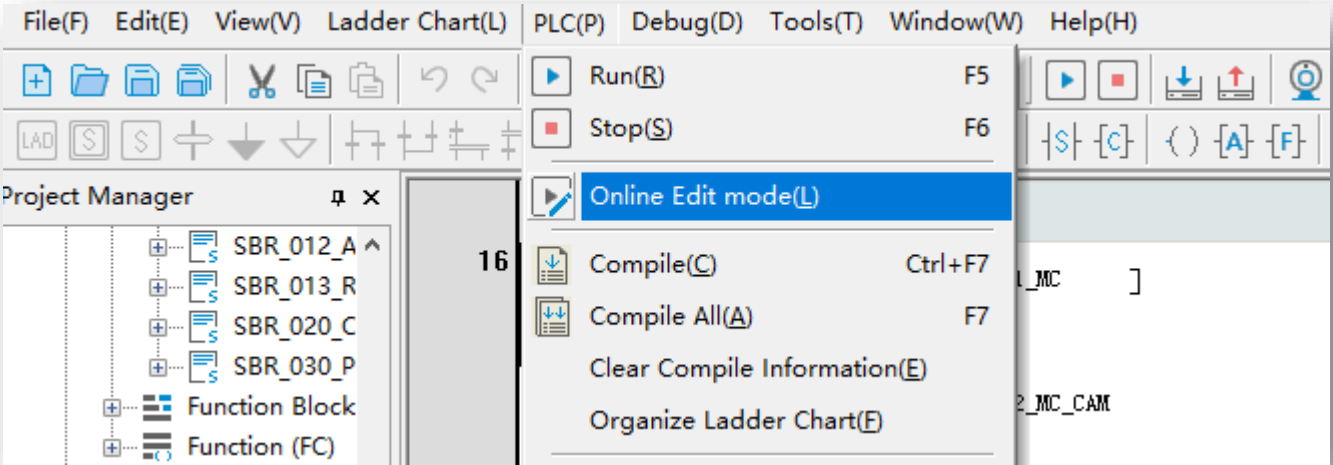 File(F) Edit(E) View(V) Ladder Chart(L) PLC(P) Debug(D) Tools(T) Window(W) Help(H)
Run(R) F5
Stop(S) F6
LAD S S S C A F
Project Manager
Online Edit mode(L)
SBR_012_A
16
Compile(C) Ctrl+F7
SBR_013_R
1_MC ]
SBR_020_C
Compile All(A) F7
SBR_030_P
Clear Compile Information(E)
Function Block
2_MC_CAM
Organize Ladder Chart(F)
Function (FC)